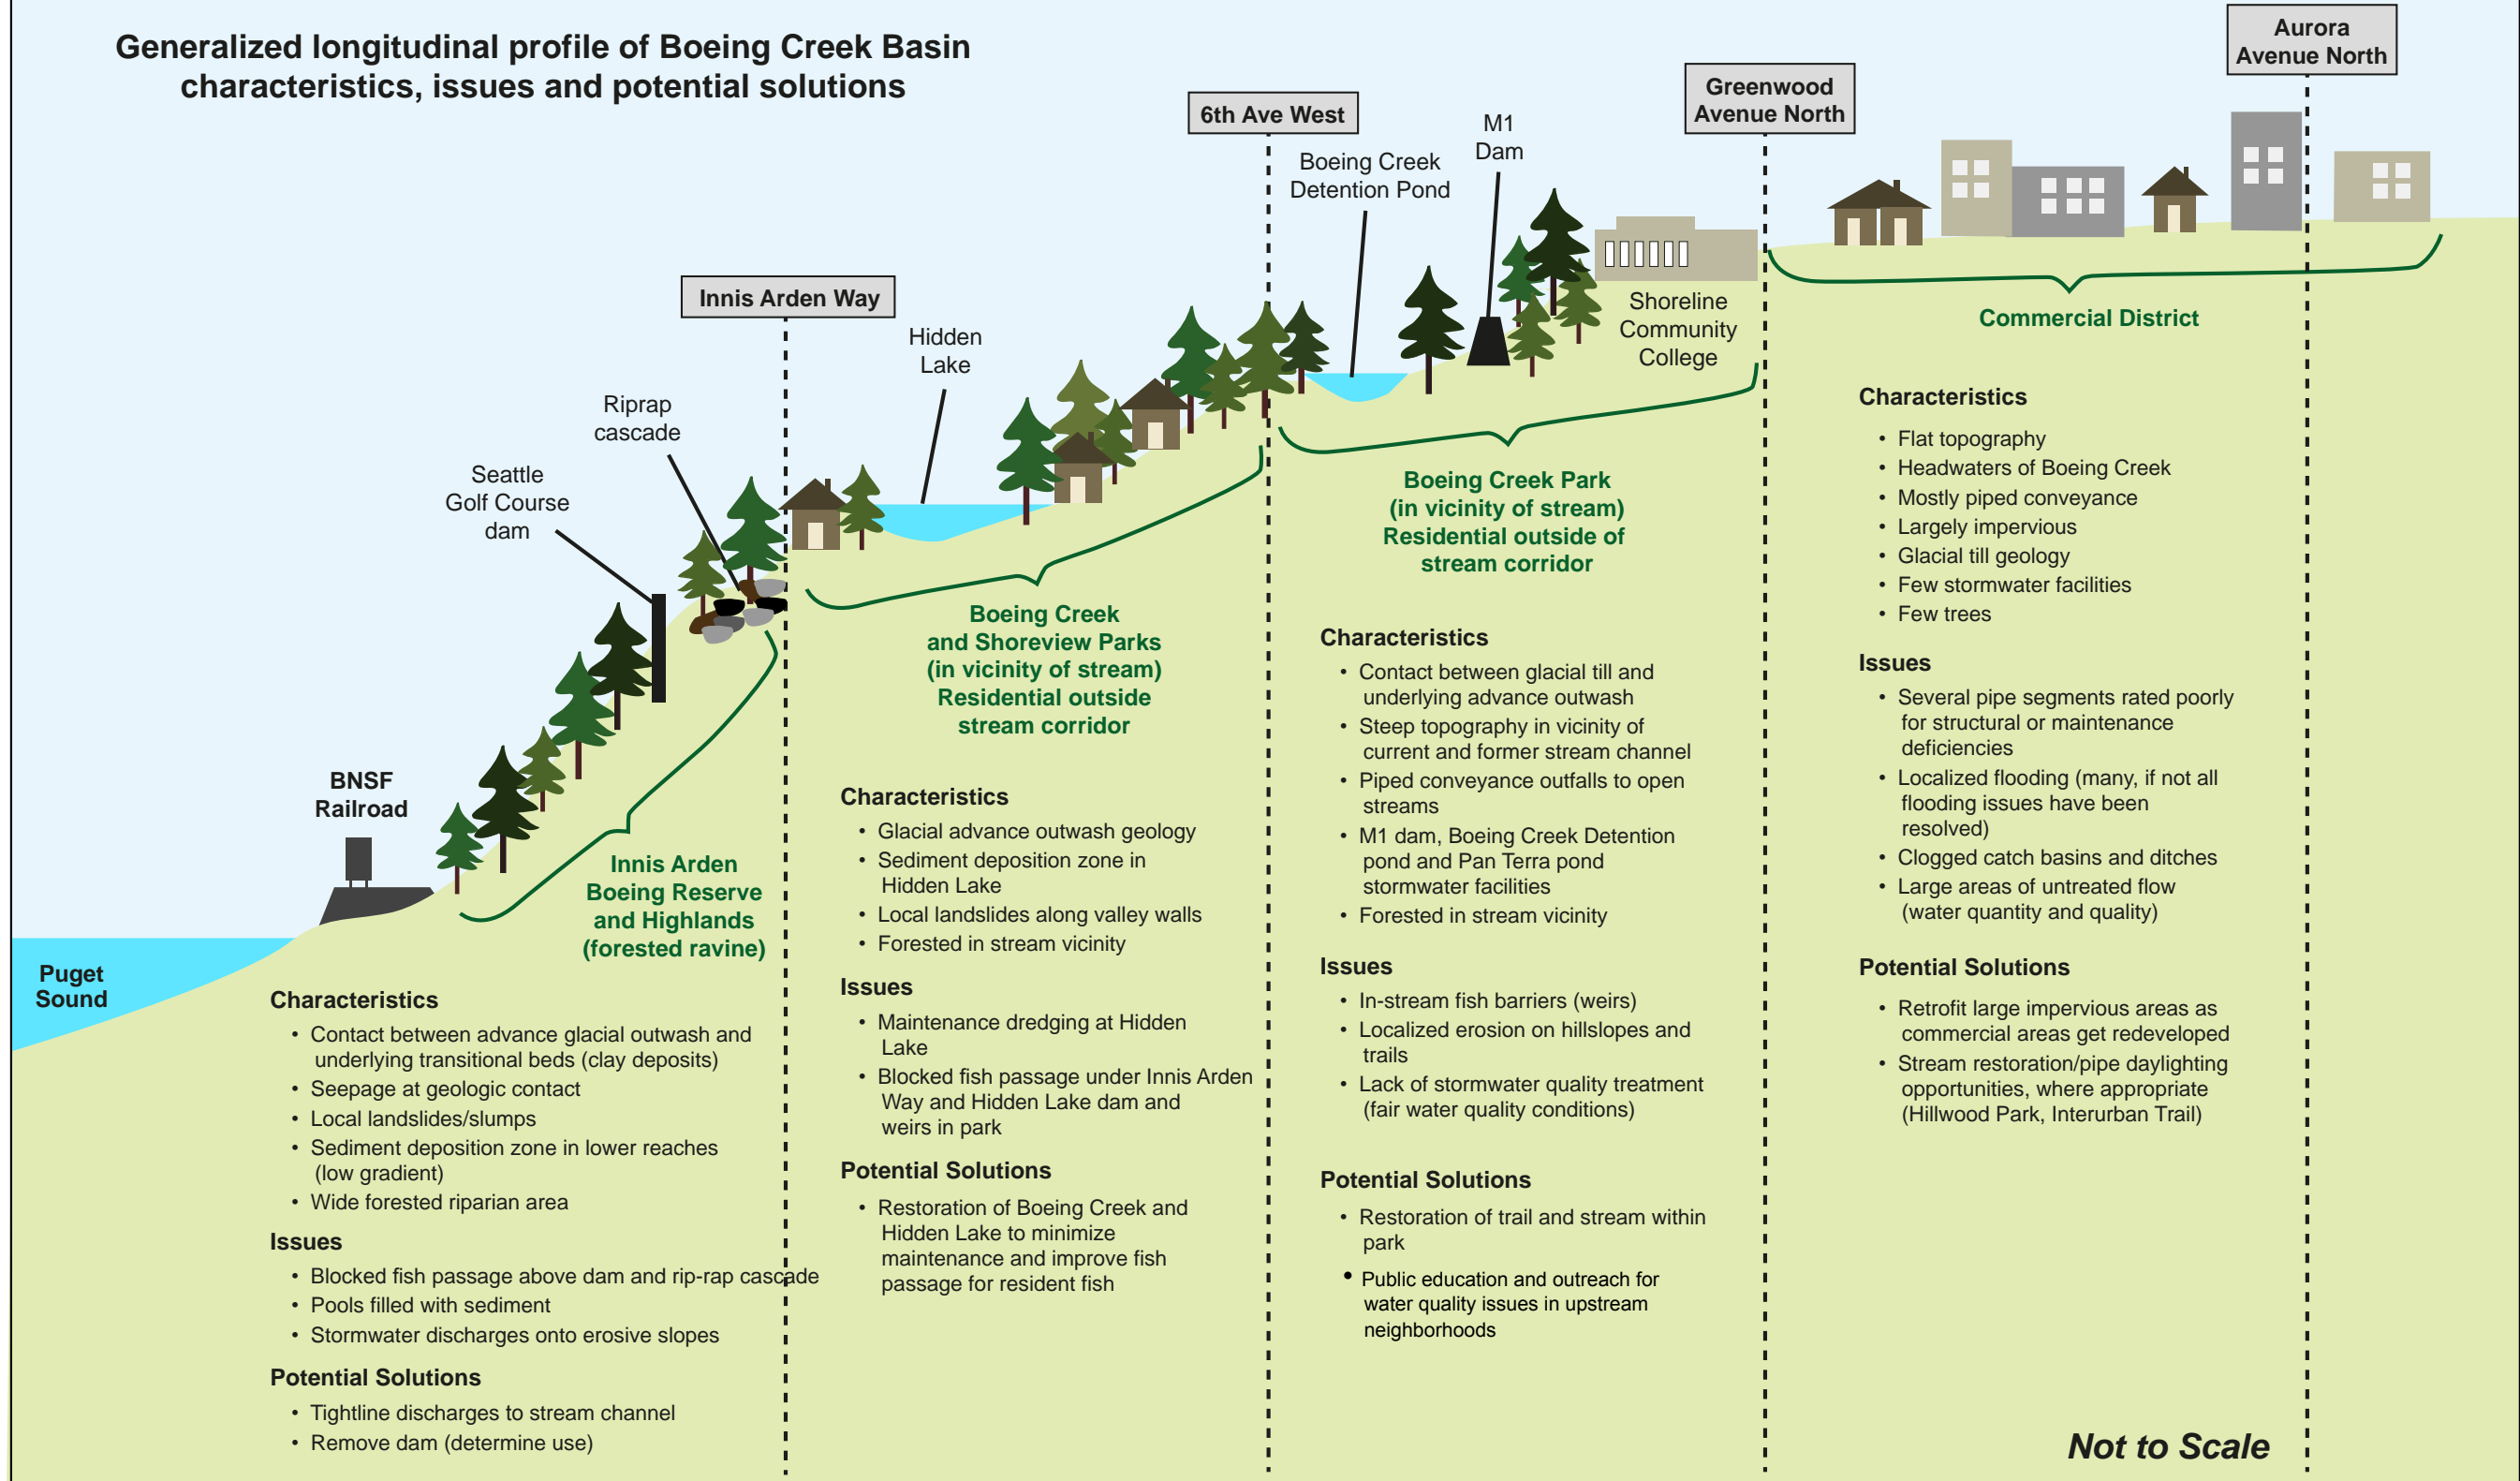 Generalized longitudinal profile of Boeing Creek Basin
characteristics, issues and potential solutions
Aurora
Avenue North
Greenwood
Avenue North
6th Ave West
Innis Arden Way
M1
Dam
Boeing Creek
Detention Pond
Hidden
Lake
Riprap
cascade
Seattle
Golf Course
dam
Shoreline
Community
College
BNSF
Railroad
Puget
Sound
Innis Arden
Boeing Reserve
and Highlands
(forested ravine)
Characteristics
• Contact between advance glacial outwash and
underlying transitional beds (clay deposits)
• Seepage at geologic contact
• Local landslides/slumps
• Sediment deposition zone in lower reaches
(low gradient)
• Wide forested riparian area
Issues
• Blocked fish passage above dam and rip-rap cascade
• Pools filled with sediment
• Stormwater discharges onto erosive slopes
Potential Solutions
• Tightline discharges to stream channel
• Remove dam (determine use)
Boeing Creek
and Shoreview Parks
(in vicinity of stream)
Residential outside
stream corridor
Characteristics
• Glacial advance outwash geology
• Sediment deposition zone in
Hidden Lake
• Local landslides along valley walls
• Forested in stream vicinity
Issues
• Maintenance dredging at Hidden
Lake
• Blocked fish passage under Innis Arden
Way and Hidden Lake dam and
weirs in park
Potential Solutions
• Restoration of Boeing Creek and
Hidden Lake to minimize
maintenance and improve fish
passage for resident fish
Boeing Creek Park
(in vicinity of stream)
Residential outside of
stream corridor
Characteristics
• Contact between glacial till and
underlying advance outwash
• Steep topography in vicinity of
current and former stream channel
• Piped conveyance outfalls to open
streams
• M1 dam, Boeing Creek Detention
pond and Pan Terra pond
stormwater facilities
• Forested in stream vicinity
Issues
• In-stream fish barriers (weirs)
• Localized erosion on hillslopes and
trails
• Lack of stormwater quality treatment
(fair water quality conditions)
Potential Solutions
• Restoration of trail and stream within
park
• Public education and outreach for
water quality issues in upstream
neighborhoods
Commercial District
Characteristics
• Flat topography
• Headwaters of Boeing Creek
• Mostly piped conveyance
• Largely impervious
• Glacial till geology
• Few stormwater facilities
• Few trees
Issues
• Several pipe segments rated poorly
for structural or maintenance
deficiencies
• Localized flooding (many, if not all
flooding issues have been
resolved)
• Clogged catch basins and ditches
• Large areas of untreated flow
(water quantity and quality)
Potential Solutions
• Retrofit large impervious areas as
commercial areas get redeveloped
• Stream restoration/pipe daylighting
opportunities, where appropriate
(Hillwood Park, Interurban Trail)
Not to Scale